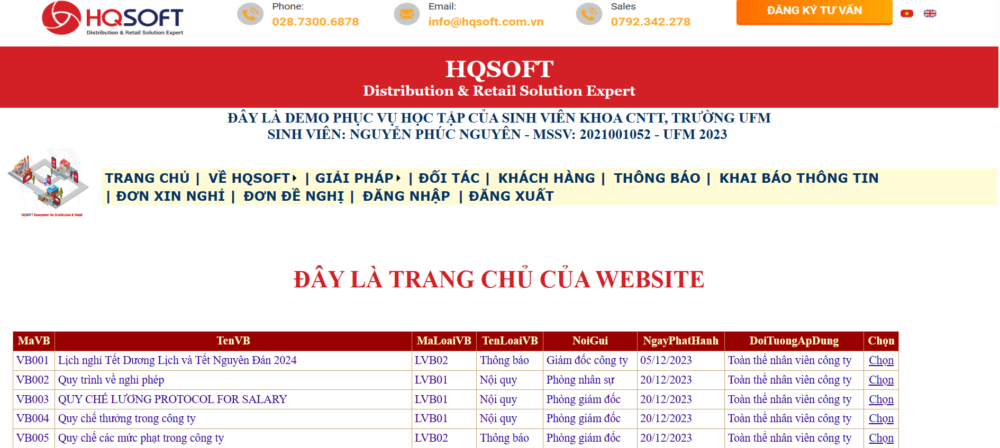 HQSOFT
Distribution & Retail Solution Expert
Phone:
028.7300.6878
Email:
info@hqsoft.com.vn
Sales
0792.342.278
ĐĂNG KÝ TƯ VẤN
HQSOFT
Distribution & Retail Solution Expert
ĐÂY LÀ DEMO PHỤC VỤ HỌC TẬP CỦA SINH VIÊN KHOA CNTT, TRƯỜNG UFM
SINH VIÊN: NGUYỄN PHÚC NGUYÊN - MSSV: 2021001052 - UFM 2023
HQSOFT Ecosystem for Distribution & Retail
TRANG CHỦ | VỀ HQSOFT | GIẢI PHÁP | ĐỐI TÁC | KHÁCH HÀNG | THÔNG BÁO | KHAI BÁO THÔNG TIN
| ĐƠN XIN NGHỈ | ĐƠN ĐỀ NGHỊ | ĐĂNG NHẬP | ĐĂNG XUẤT
ĐÂY LÀ TRANG CHỦ CỦA WEBSITE
MaVB TenVB MaLoaiVB TenLoaiVB NoiGui NgayPhatHanh DoiTuongApDung Chọn
VB001 Lịch nghỉ Tết Dương Lịch và Tết Nguyên Đán 2024 LVB02 Thông báo Giám đốc công ty 05/12/2023 Toàn thể nhân viên công ty Chọn
VB002 Quy trình về nghỉ phép LVB01 Nội quy Phòng nhân sự 20/12/2023 Toàn thể nhân viên công ty Chọn
VB003 QUY CHẾ LƯƠNG PROTOCOL FOR SALARY LVB01 Nội quy Phòng giám đốc 20/12/2023 Toàn thể nhân viên công ty Chọn
VB004 Quy chế thưởng trong công ty LVB01 Nội quy Phòng giám đốc 20/12/2023 Toàn thể nhân viên công ty Chọn
VB005 Quy chế các mức phạt trong công ty LVB02 Thông báo Phòng giám đốc 20/12/2023 Toàn thể nhân viên công ty Chọn